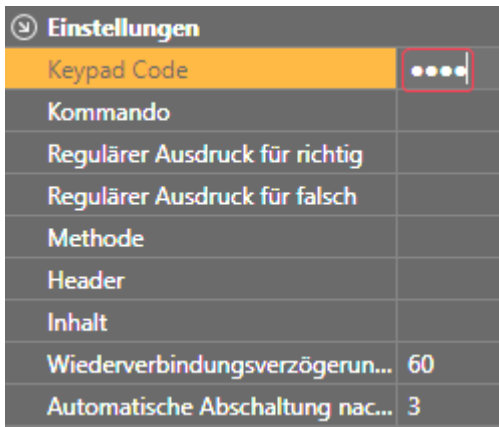 Einstellungen
Keypad Code ••••
Kommando
Regulärer Ausdruck für richtig
Regulärer Ausdruck für falsch
Methode
Header
Inhalt
Wiederverbindungsverzögerun... 60
Automatische Abschaltung nac... 3